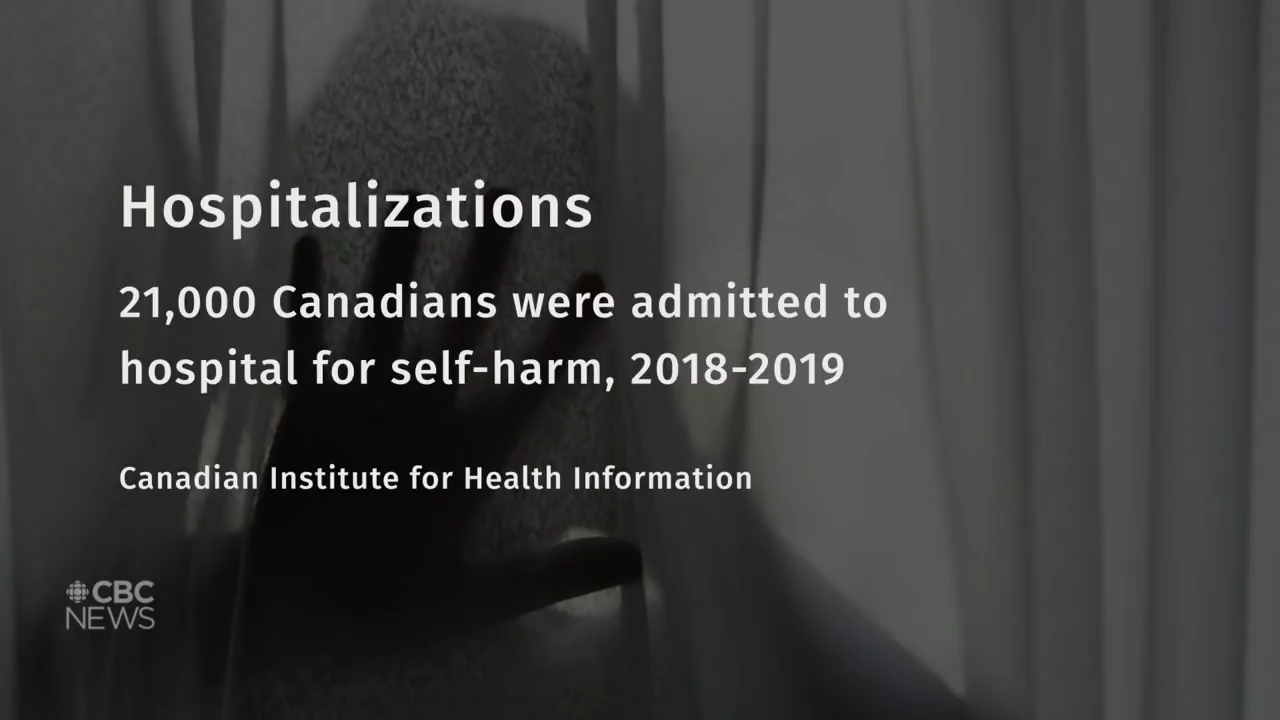 Hospitalizations
21,000 Canadians were admitted to
hospital for self-harm, 2018-2019
Canadian Institute for Health Information
CBC
NEWS